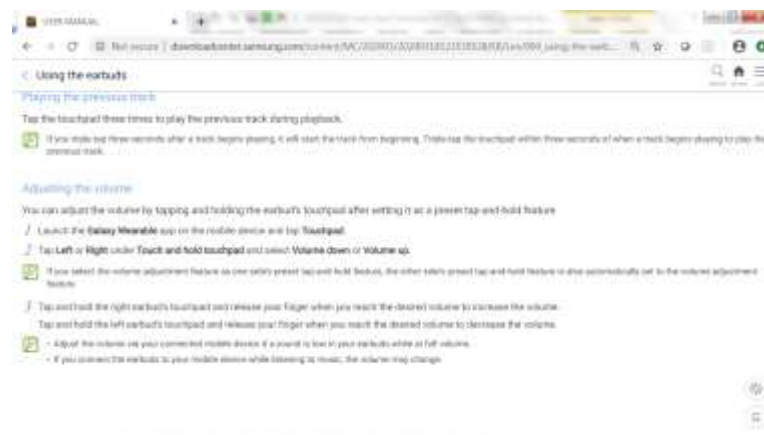 USER MANUAL
Not secure | downloadcenter.samsung.com/content/
Using the earbuds
Playing the previous track
Tap the touchpad three times to play the previous track during playback.
If you triple-tap three seconds after a track begins playing, it will start the track from beginning. Triple-tap the touchpad within three seconds of when a track begins playing to play the
previous track.
Adjusting the volume
You can adjust the volume by tapping and holding the earbud's touchpad after setting it as a preset tap-and-hold feature
1 Launch the Galaxy Wearable app on the mobile device and tap Touchpad.
2 Tap Left or Right under Touch and hold touchpad and select Volume down or Volume up.
If you select the volume adjustment feature as one side's preset tap and hold feature, the other side's preset tap and hold feature is also automatically set to the volume adjustment
feature.
3 Tap and hold the right earbud's touchpad and release your finger when you reach the desired volume to increase the volume.
Tap and hold the left earbud's touchpad and release your finger when you reach the desired volume to decrease the volume.
• Adjust the volume via your connected mobile device if a sound is low in your earbuds while at full volume.
• If you connect the earbuds to your mobile device while listening to music, the volume may change.